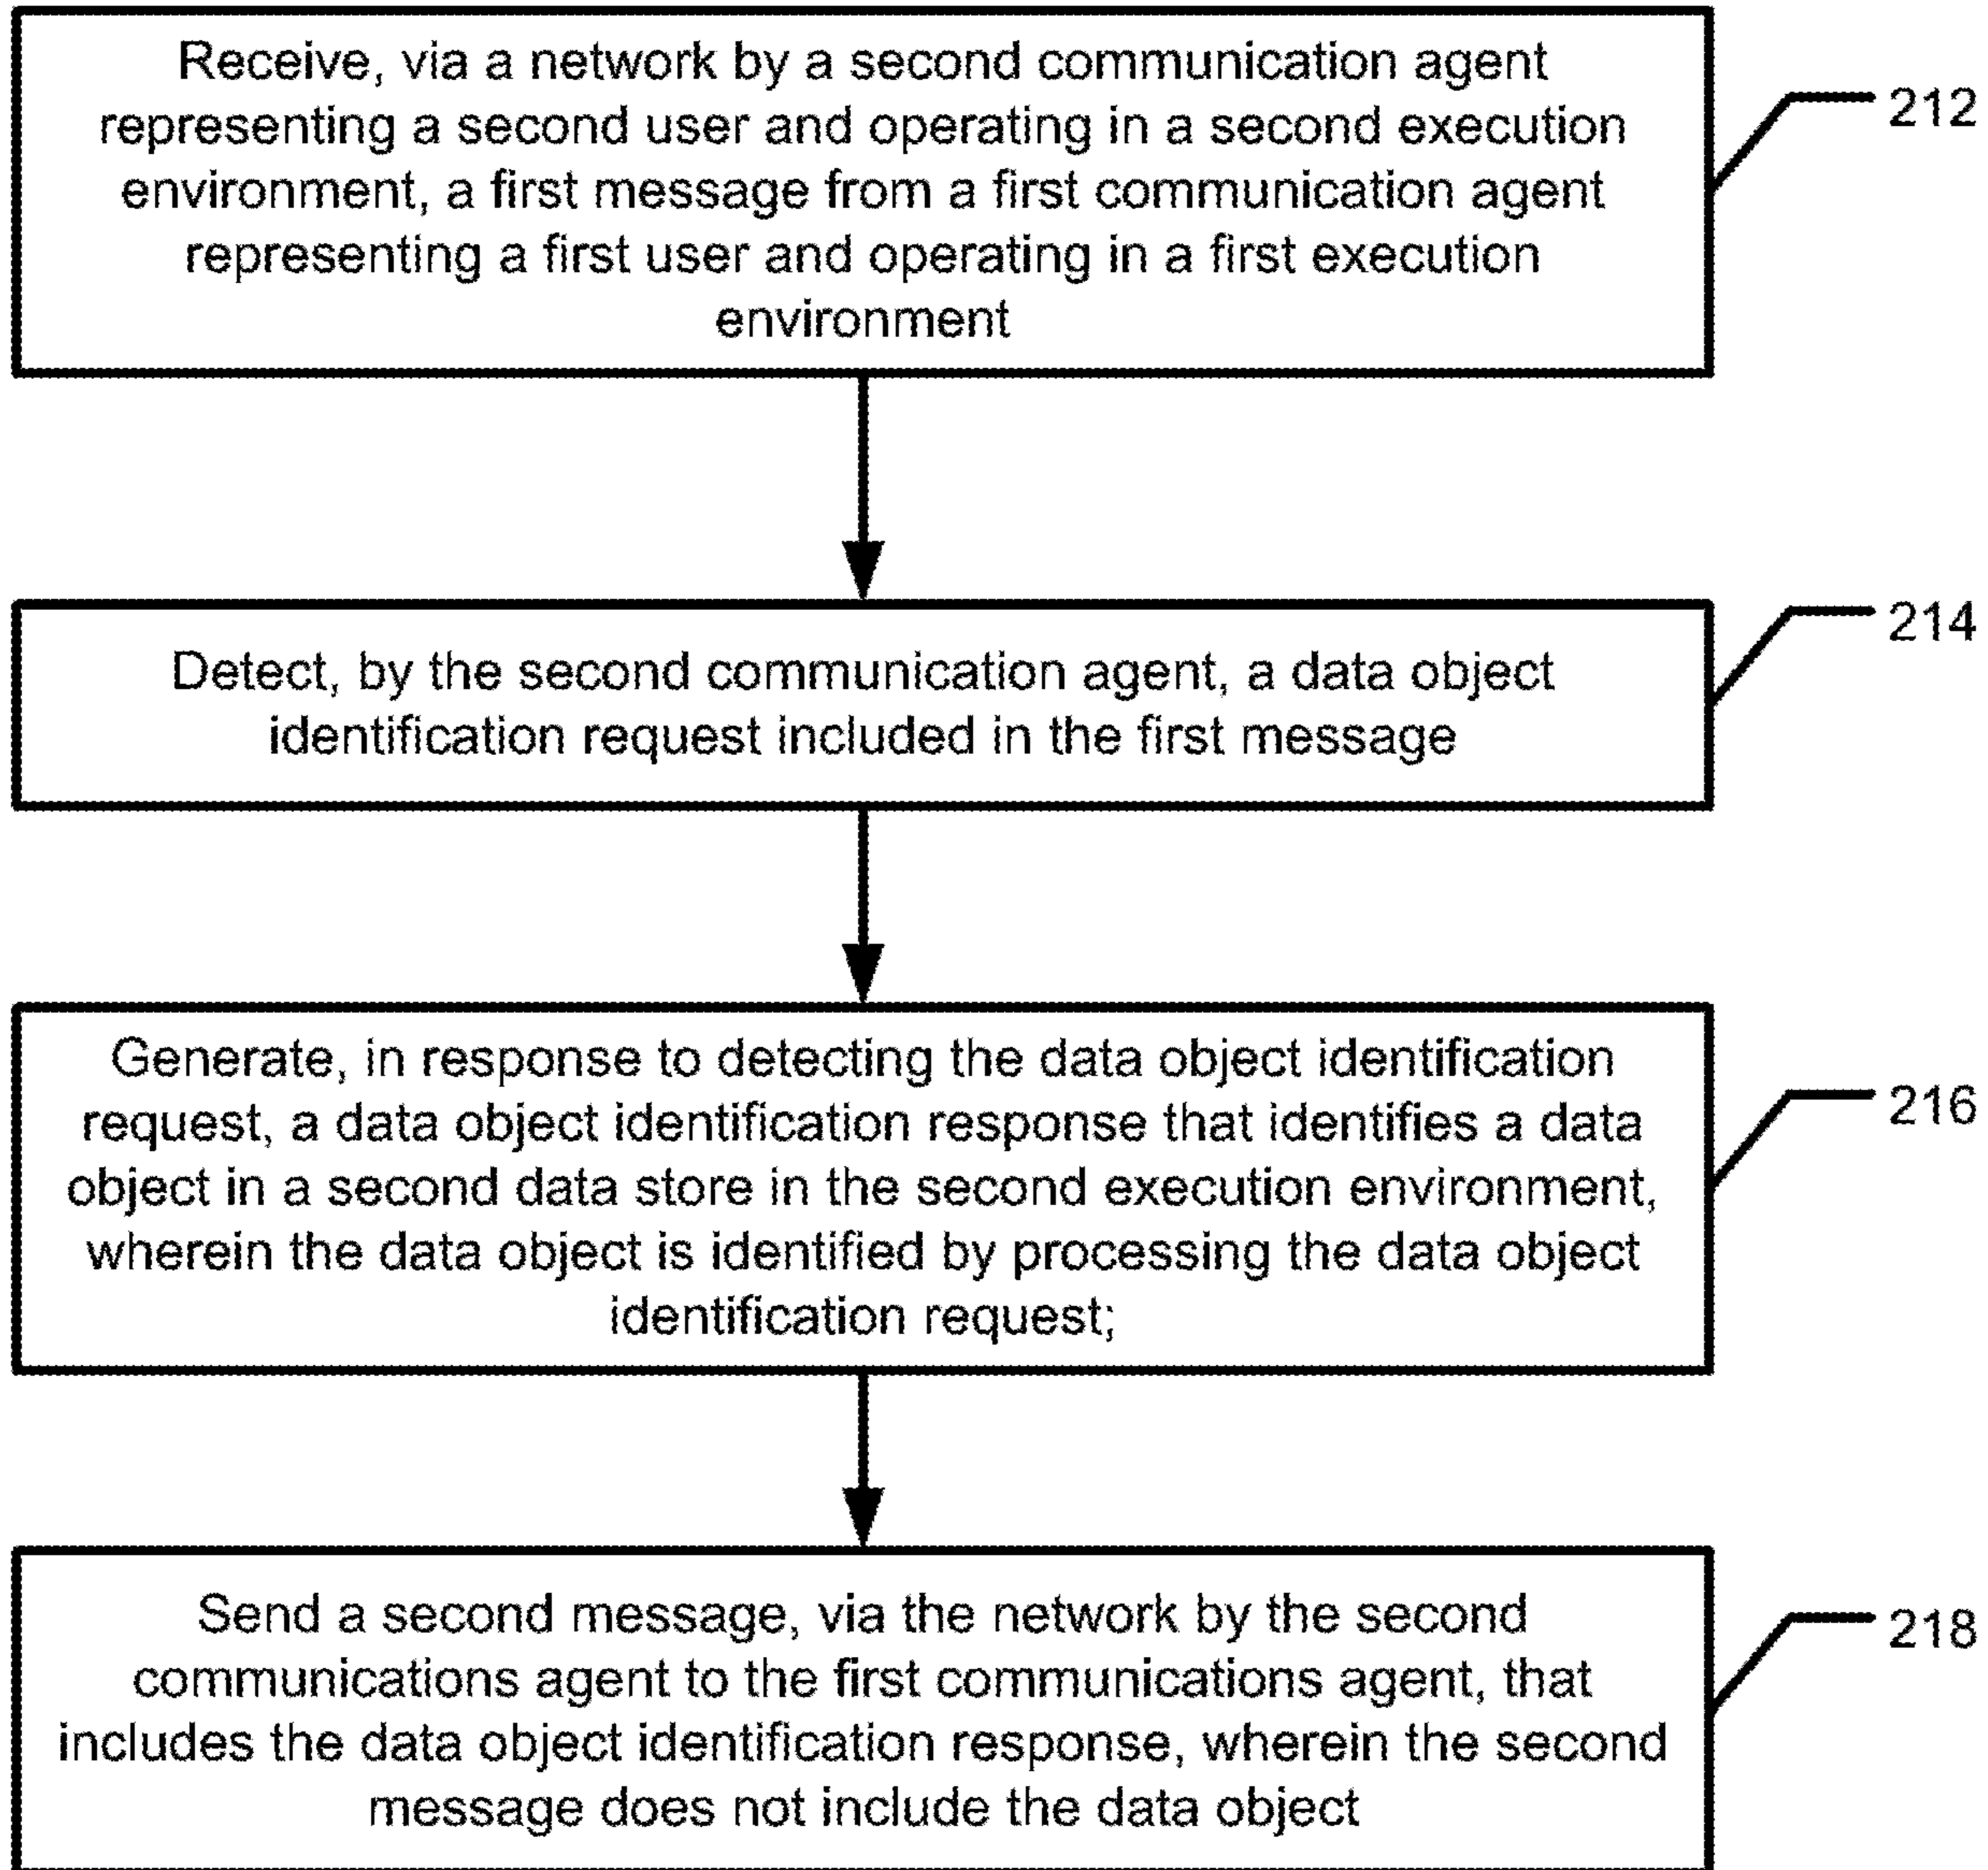 Receive, via a network by a second communication agent
representing a second user and operating in a second execution
environment, a first message from a first communication agent
representing a first user and operating in a first execution
environment
212
Detect, by the second communication agent, a data object
identification request included in the first message
214
Generate, in response to detecting the data object identification
request, a data object identification response that identifies a data
object in a second data store in the second execution environment,
wherein the data object is identified by processing the data object
identification request;
216
Send a second message, via the network by the second
communications agent to the first communications agent, that
includes the data object identification response, wherein the second
message does not include the data object
218